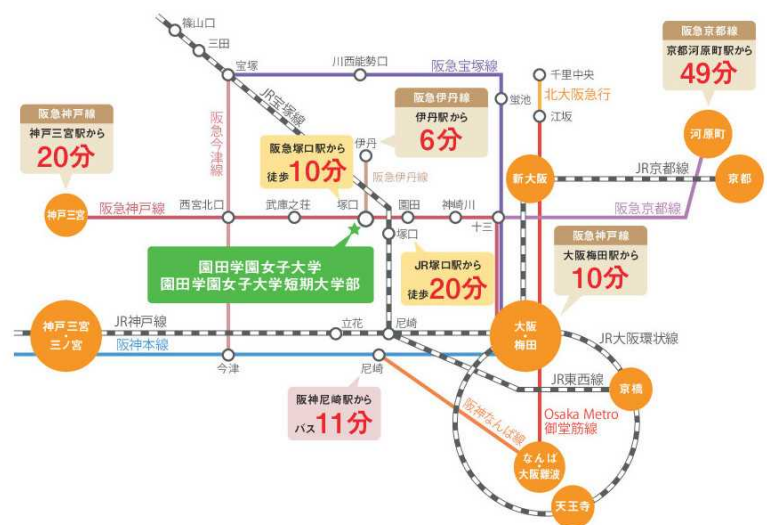 篠山口
三田
宝塚
川西能勢口
阪急宝塚線
千里中央
北大阪急行
江坂
蛍池
阪急京都線
京都河原町駅から
49分
河原町
JR宝塚線
阪急今津線
阪急神戸線
神戸三宮駅から
20分
阪急塚口駅から
徒歩10分
伊丹
阪急伊丹線
伊丹駅から
6分
阪急伊丹線
新大阪
JR京都線
京都
神戸三宮
阪急神戸線
西宮北口
武庫之荘
塚口
園田
神崎川
十三
阪急京都線
塚口
園田学園女子大学
園田学園女子大学短期大学部
JR塚口駅から
徒歩20分
阪急神戸線
大阪梅田駅から
10分
神戸三宮
・
三ノ宮
JR神戸線
阪神本線
立花
尼崎
大阪
・
梅田
JR大阪環状線
今津
尼崎
JR東西線
京橋
阪神尼崎駅から
バス11分
阪神なんば線
Osaka Metro
御堂筋線
なんば
・
大阪難波
天王寺